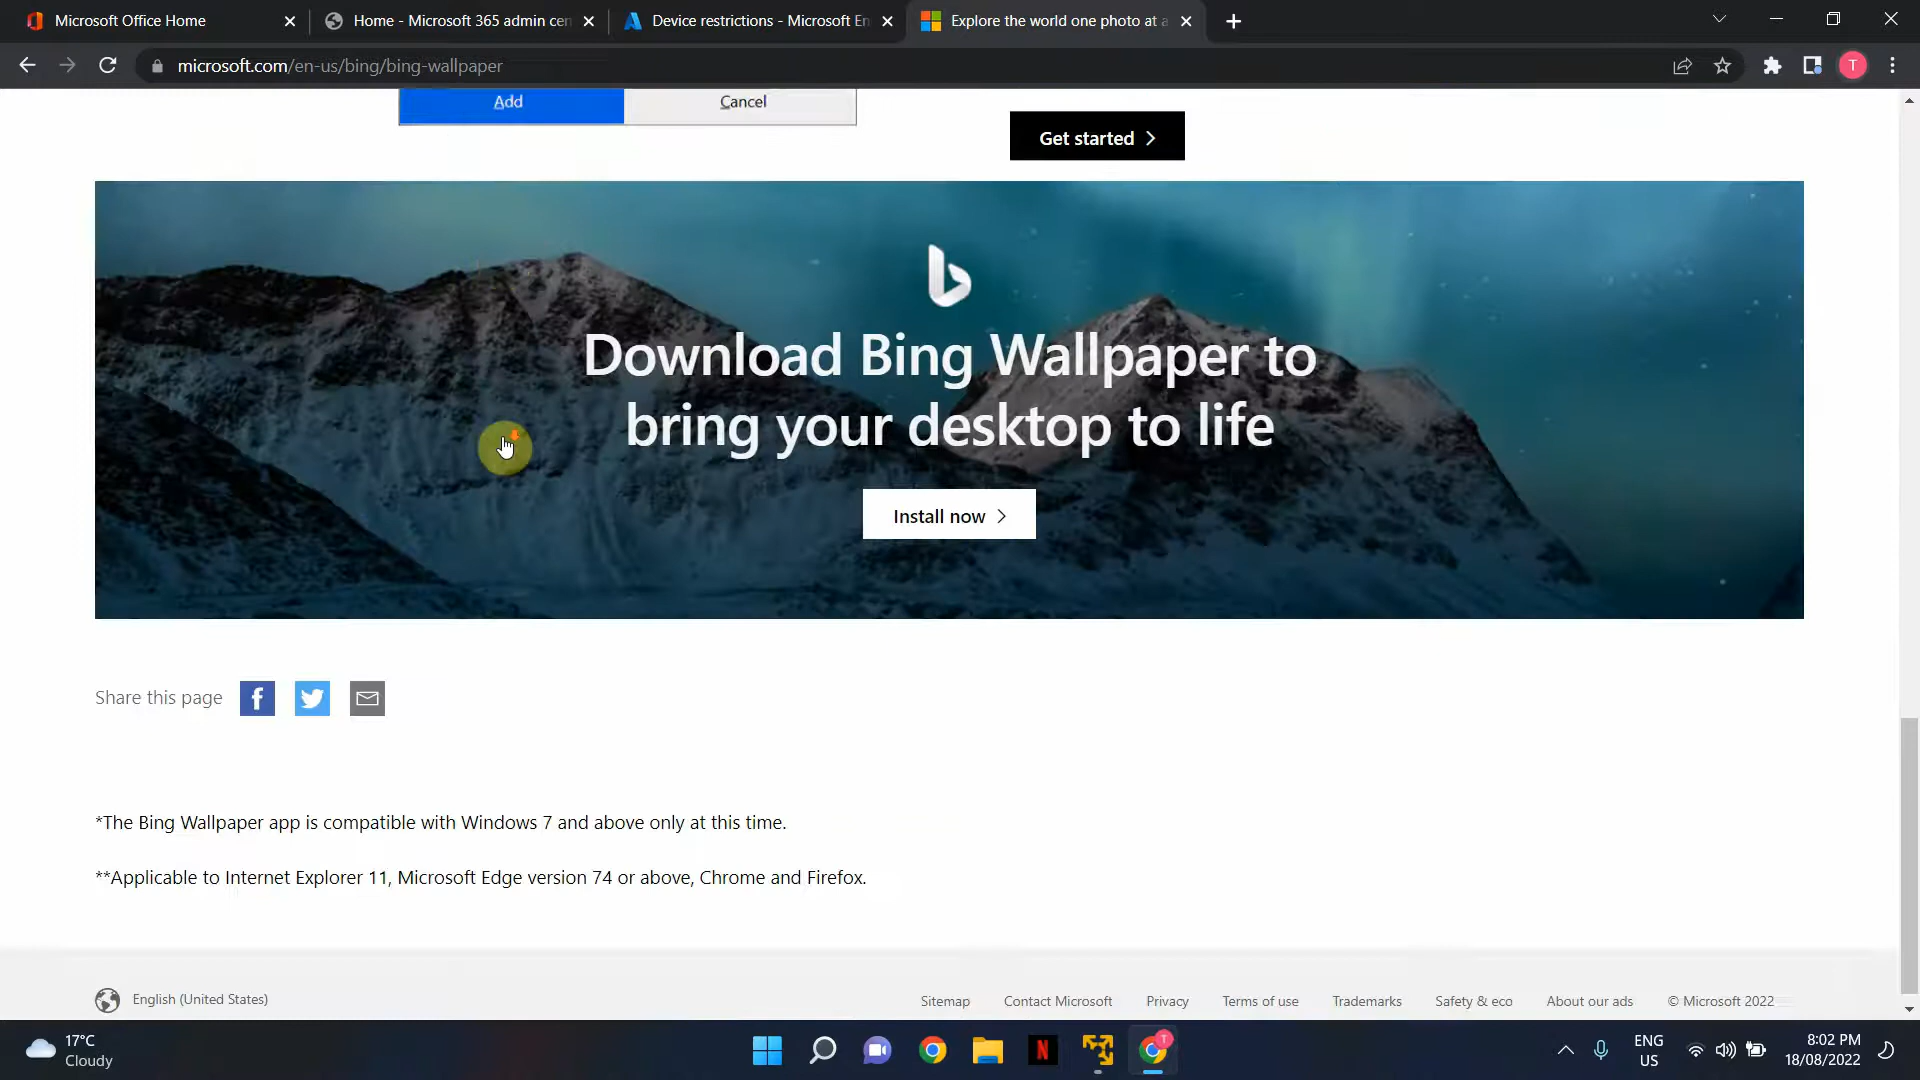 Microsoft Office Home
Home - Microsoft 365 admin cen
Device restrictions - Microsoft En
Explore the world one photo at a
microsoft.com/en-us/bing/bing-wallpaper
T
Add
Cancel
Get started
Download Bing Wallpaper to
bring your desktop to life
Install now
Share this page
*The Bing Wallpaper app is compatible with Windows 7 and above only at this time.
**Applicable to Internet Explorer 11, Microsoft Edge version 74 or above, Chrome and Firefox.
English (United States)
Sitemap
Contact Microsoft
Privacy
Terms of use
Trademarks
Safety & eco
About our ads
© Microsoft 2022
17°C
Cloudy
N
T
ENG
US
8:02 PM
18/08/2022